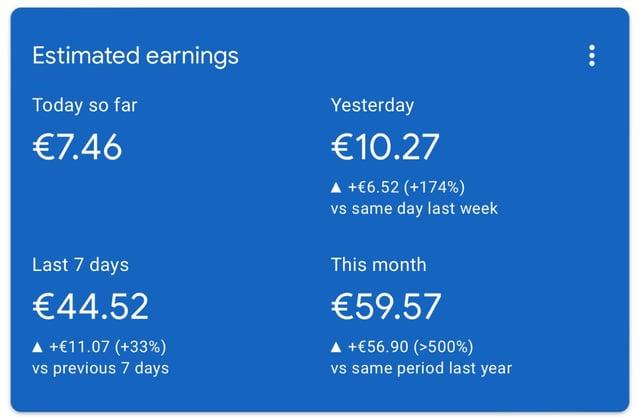 Estimated earnings
Today so far
€7.46
Yesterday
€10.27
▲ +€6.52 (+174%)
vs same day last week
Last 7 days
€44.52
▲ +€11.07 (+33%)
vs previous 7 days
This month
€59.57
▲ +€56.90 (>500%)
vs same period last year